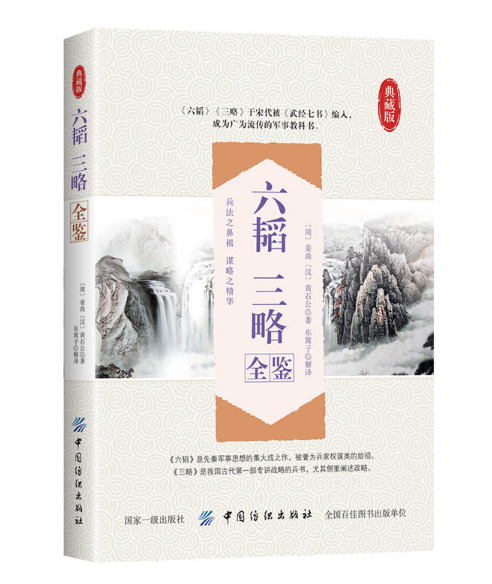 典藏版
六韬 三略
全鉴
〔周〕姜尚〔汉〕黄石公◎著
东篱子◎解译
中国纺织出版社
典藏版
《六韬》《三略》于宋代被《武经七书》编入，
成为广为流传的军事教科书。
六韬 三略
全鉴
兵法之鼻祖 谋略之精华
〔周〕姜尚〔汉〕黄石公◎著 东篱子◎解译
《六韬》是先秦军事思想的集大成之作，被誉为兵家权谋类的始祖。
《三略》是我国古代第一部专讲战略的兵书，尤其侧重阐述政略。
国家一级出版社
中国纺织出版社
全国百佳图书出版单位